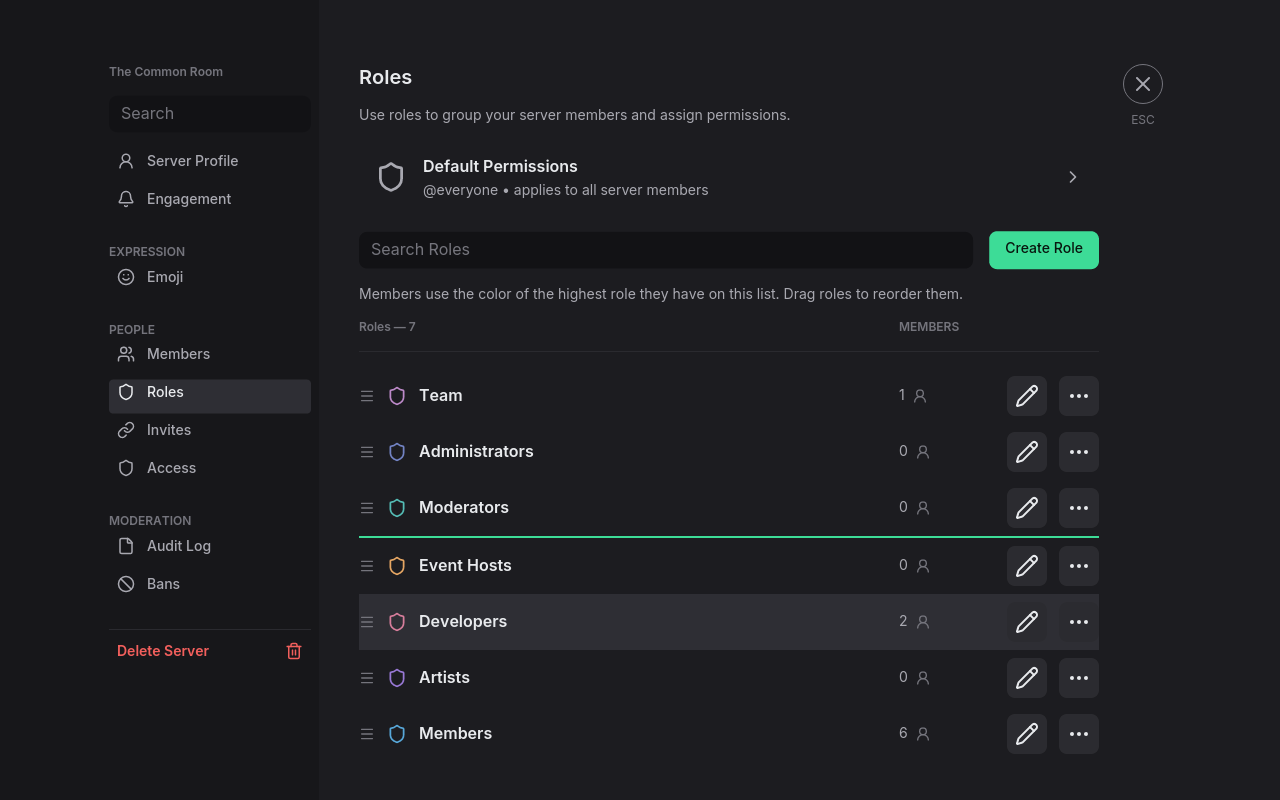 The Common Room
Search
Server Profile
Engagement
EXPRESSION
Emoji
PEOPLE
Members
Roles
Invites
Access
MODERATION
Audit Log
Bans
Delete Server
Roles
Use roles to group your server members and assign permissions.
ESC
Default Permissions
@everyone • applies to all server members
Search Roles
Create Role
Members use the color of the highest role they have on this list. Drag roles to reorder them.
Roles — 7 MEMBERS
Team 1
Administrators 0
Moderators 0
Event Hosts 0
Developers 2
Artists 0
Members 6